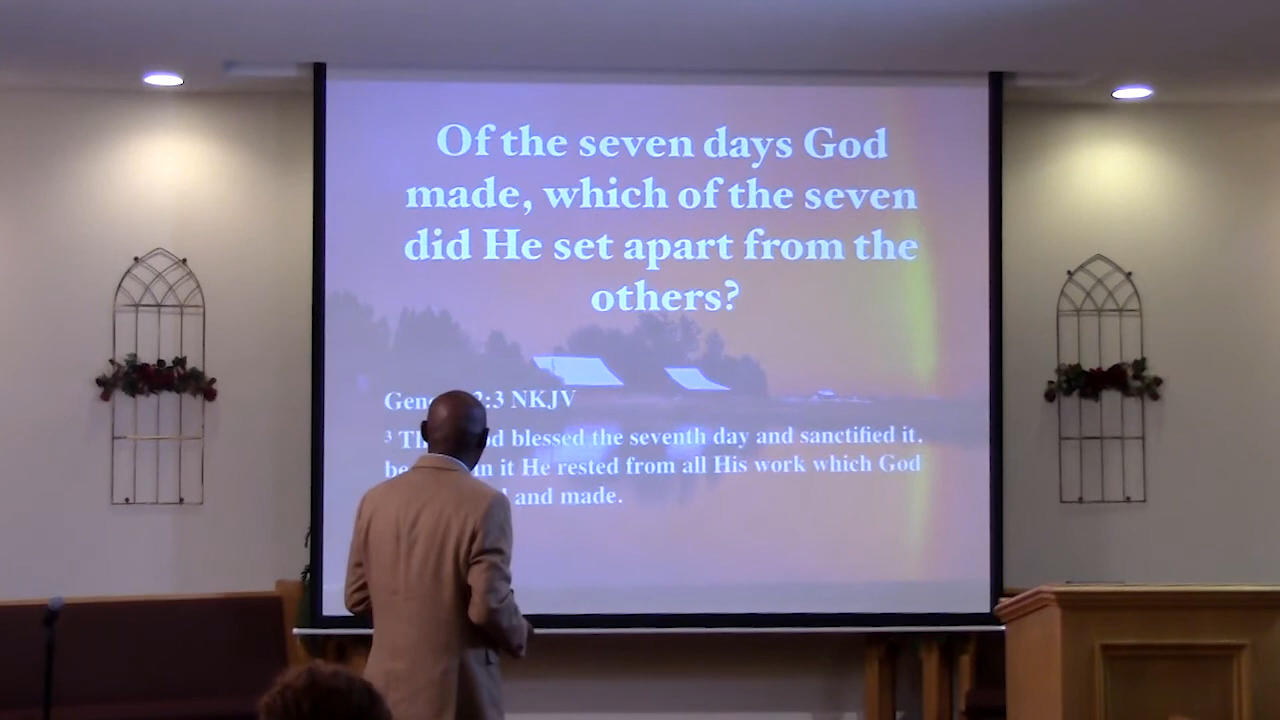 Of the seven days God
made, which of the seven
did He set apart from the
others?
Gen 2:3 NKJV
3 Th d blessed the seventh day and sanctified it,
be in it He rested from all His work which God
and made.